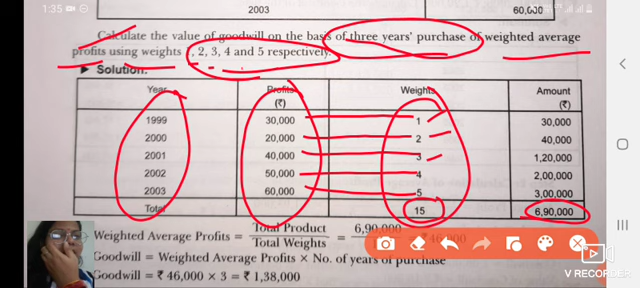 1:35
2003 60,000
Calculate the value of goodwill on the basis of three years' purchase of weighted average
profits using weights 1, 2, 3, 4 and 5 respectively.
Solution:
Year Profits Weights Amount
(₹) (₹)
1999 30,000 1 30,000
2000 20,000 2 40,000
2001 40,000 3 1,20,000
2002 50,000 4 2,00,000
2003 60,000 5 3,00,000
Total 15 6,90,000
Weighted Average Profits = Total Product = 6,90,000
Total Weights
Goodwill = Weighted Average Profits × No. of years of purchase
Goodwill = ₹ 46,000 × 3 = ₹ 1,38,000
V RECORDER